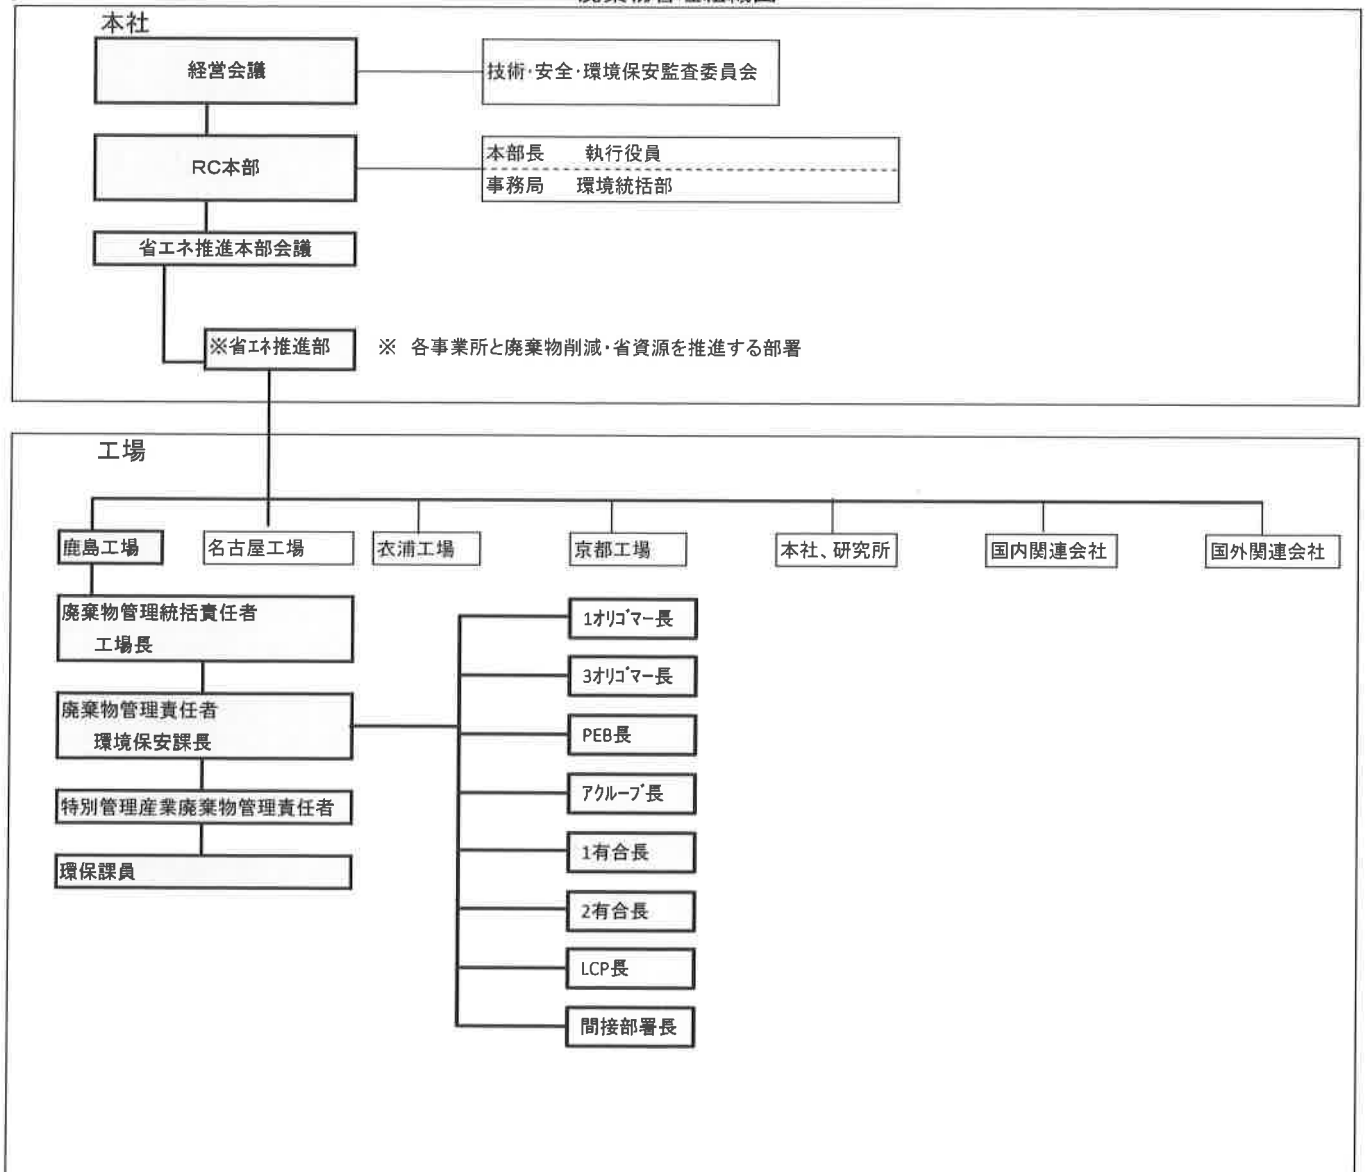 本社
経営会議
技術・安全・環境保安監査委員会
RC本部
本部長　執行役員
事務局　環境統括部
省エネ推進本部会議
※省エネ推進部
※　各事業所と廃棄物削減・省資源を推進する部署
工場
鹿島工場
名古屋工場
衣浦工場
京都工場
本社、研究所
国内関連会社
国外関連会社
廃棄物管理統括責任者
工場長
廃棄物管理責任者
環境保安課長
特別管理産業廃棄物管理責任者
環保課員
1オリゴマー長
3オリゴマー長
PEB長
アクルーブ長
1有合長
2有合長
LCP長
間接部署長